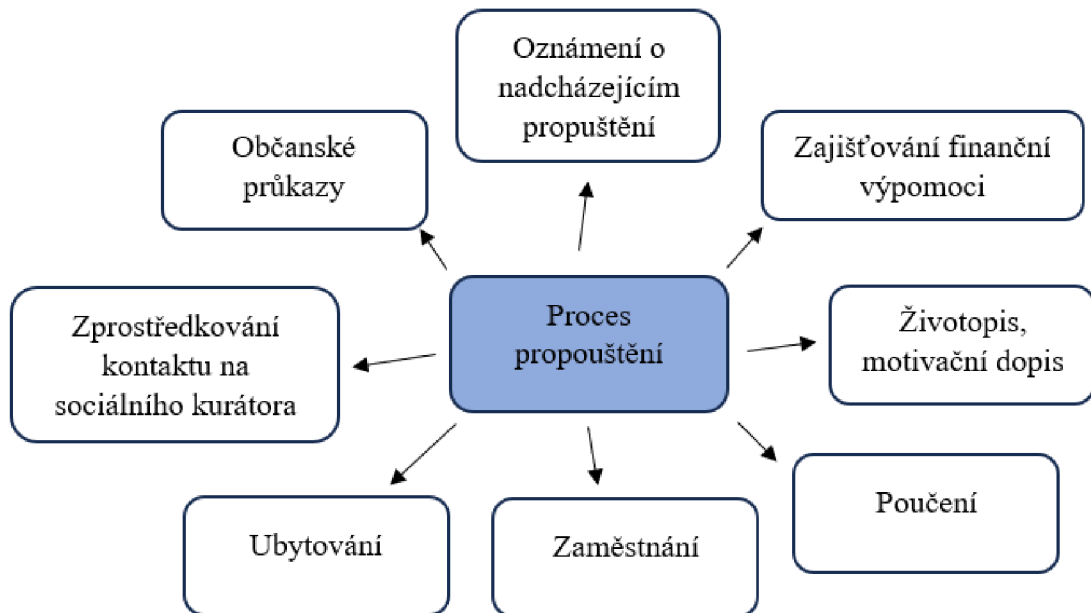 Oznámení o
nadcházejícím
propuštění
Občanské
průkazy
Zajišťování finanční
výpomoci
Proces
propouštění
Zprostředkování
kontaktu na
sociálního kurátora
Životopis,
motivační dopis
Ubytování
Zaměstnání
Poučení